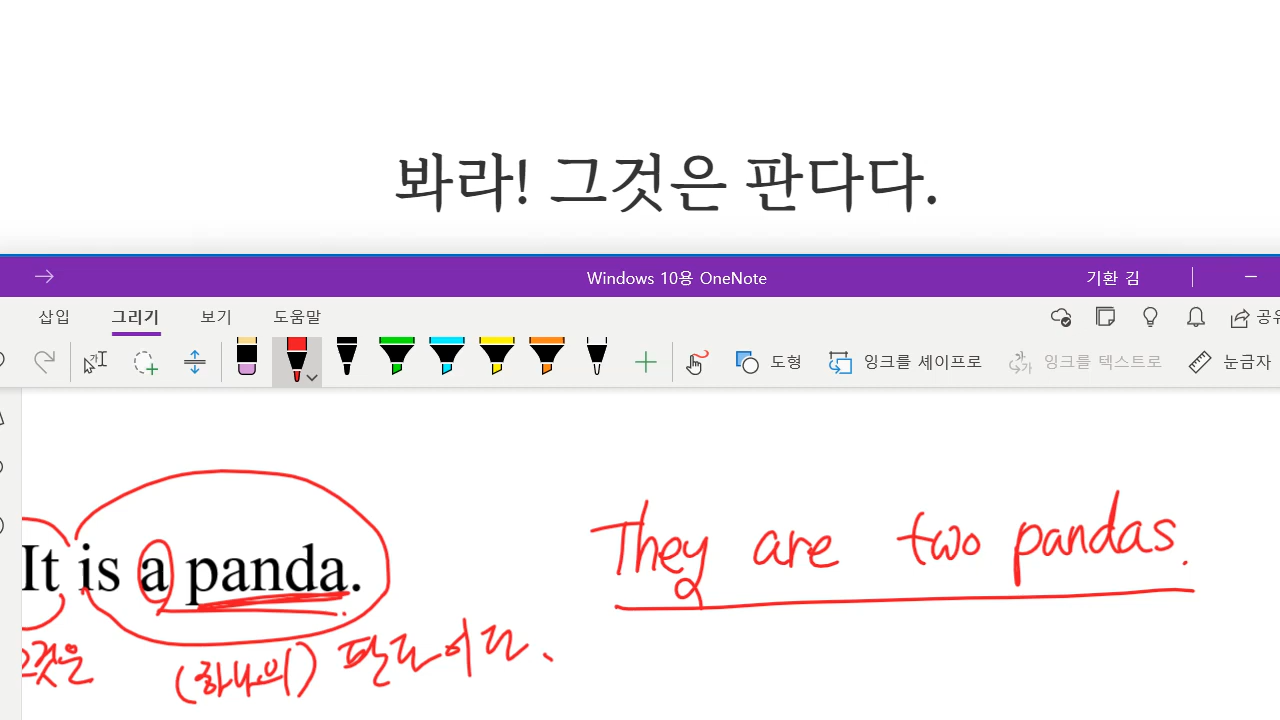 봐라! 그것은 판다다.
Windows 10용 OneNote 기환 김
삽입 그리기 보기 도움말 공유
도형 잉크를 셰이프로 잉크를 텍스트로 눈금자
They are two pandas.
It is a panda.
그것은 (하나의) 판다이다.